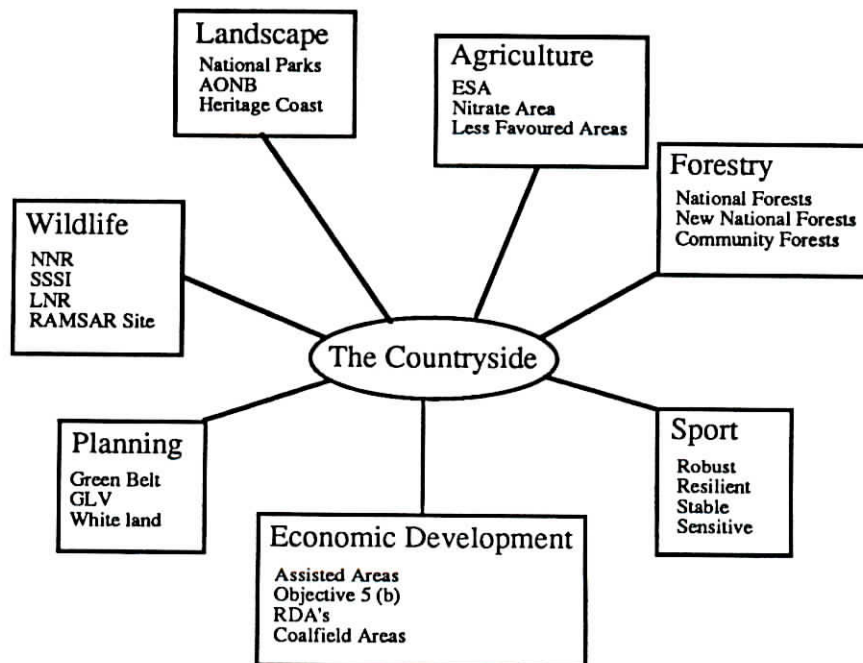 Landscape
National Parks
AONB
Heritage Coast
Agriculture
ESA
Nitrate Area
Less Favoured Areas
Forestry
National Forests
New National Forests
Community Forests
Wildlife
NNR
SSSI
LNR
RAMSAR Site
The Countryside
Planning
Green Belt
GLV
White land
Economic Development
Assisted Areas
Objective 5 (b)
RDA's
Coalfield Areas
Sport
Robust
Resilient
Stable
Sensitive